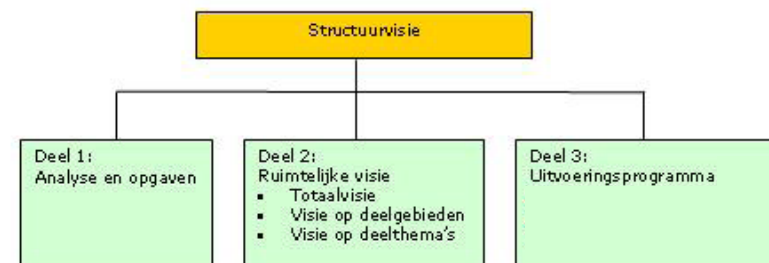 Structuurvisie
Deel 1:
Analyse en opgaven
Deel 2:
Ruimtelijke visie
▪ Totaalvisie
▪ Visie op deelgebieden
▪ Visie op deelthema's
Deel 3:
Uitvoeringsprogramma